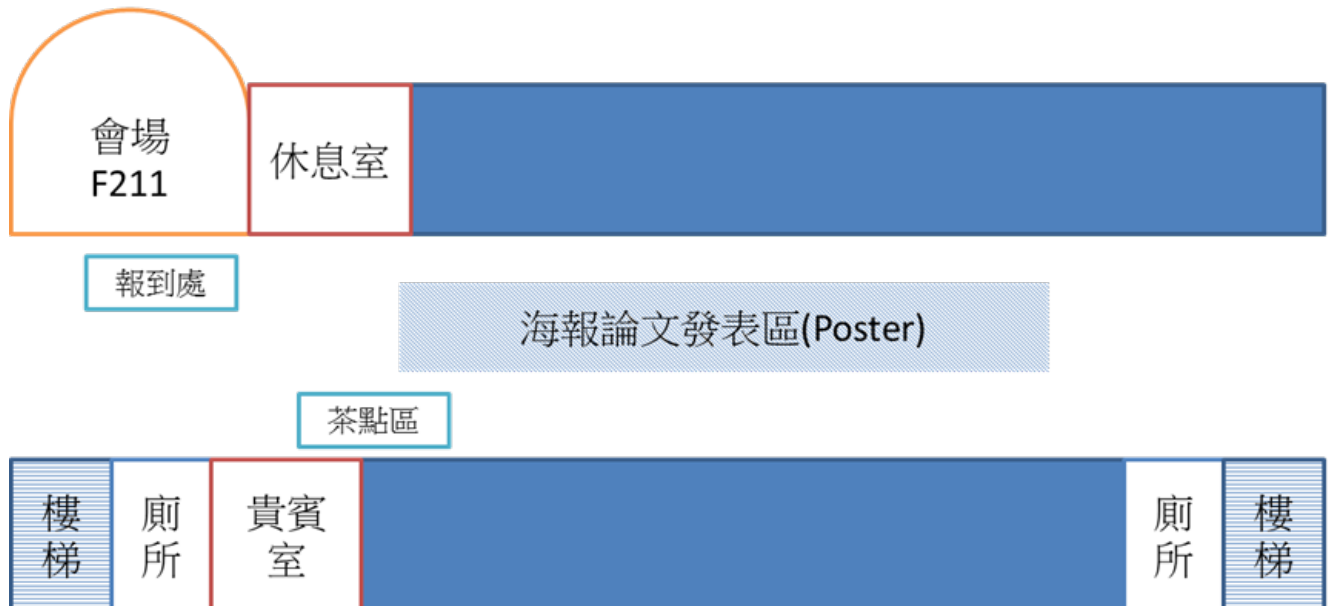 會場
F211
休息室
報到處
海報論文發表區(Poster)
茶點區
樓梯
廁所
貴賓
室
廁所
樓梯